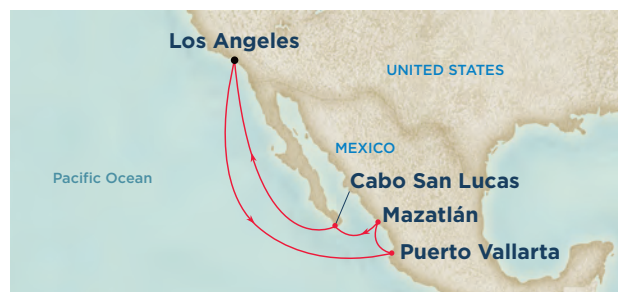 Los Angeles
UNITED STATES
MEXICO
Pacific Ocean
Cabo San Lucas
Mazatlán
Puerto Vallarta